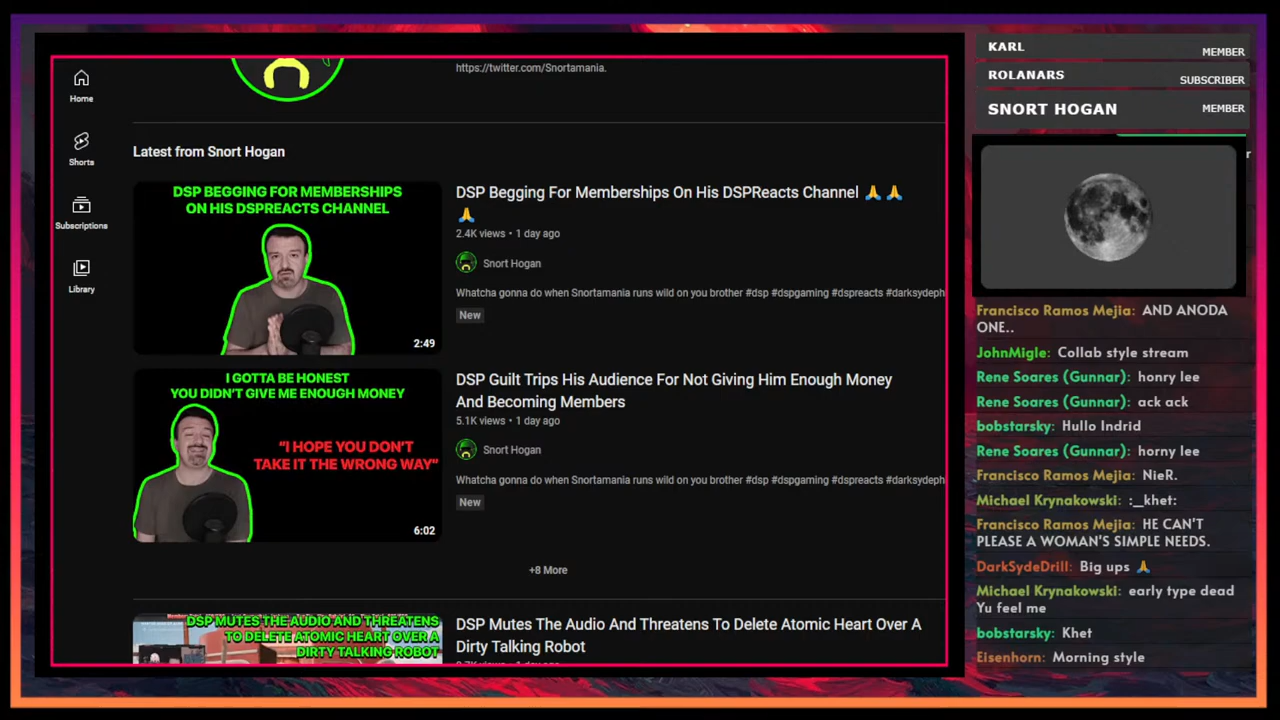 https://twitter.com/Snortamania.
Home
Shorts
Subscriptions
Library
Latest from Snort Hogan
DSP BEGGING FOR MEMBERSHIPS
ON HIS DSPREACTS CHANNEL
2:49
DSP Begging For Memberships On His DSPReacts Channel 🙏 🙏
🙏
2.4K views • 1 day ago
Snort Hogan
Whatcha gonna do when Snortamania runs wild on you brother #dsp #dspgaming #dspreacts #darksydeph
New
I GOTTA BE HONEST
YOU DIDN'T GIVE ME ENOUGH MONEY
"I HOPE YOU DON'T
TAKE IT THE WRONG WAY"
6:02
DSP Guilt Trips His Audience For Not Giving Him Enough Money
And Becoming Members
5.1K views • 1 day ago
Snort Hogan
Whatcha gonna do when Snortamania runs wild on you brother #dsp #dspgaming #dspreacts #darksydeph
New
+8 More
DSP MUTES THE AUDIO AND THREATENS
TO DELETE ATOMIC HEART OVER A
DIRTY TALKING ROBOT
DSP Mutes The Audio And Threatens To Delete Atomic Heart Over A
Dirty Talking Robot
KARL MEMBER
ROLANARS SUBSCRIBER
SNORT HOGAN MEMBER
Francisco Ramos Mejia: AND ANODA
ONE..
JohnMigle: Collab style stream
Rene Soares (Gunnar): honry lee
Rene Soares (Gunnar): ack ack
bobstarsky: Hullo Indrid
Rene Soares (Gunnar): horny lee
Francisco Ramos Mejia: NieR.
Michael Krynakowski: :_khet:
Francisco Ramos Mejia: HE CAN'T
PLEASE A WOMAN'S SIMPLE NEEDS.
DarkSydeDrill: Big ups 🙏
Michael Krynakowski: early type dead
Yu feel me
bobstarsky: Khet
Eisenhorn: Morning style